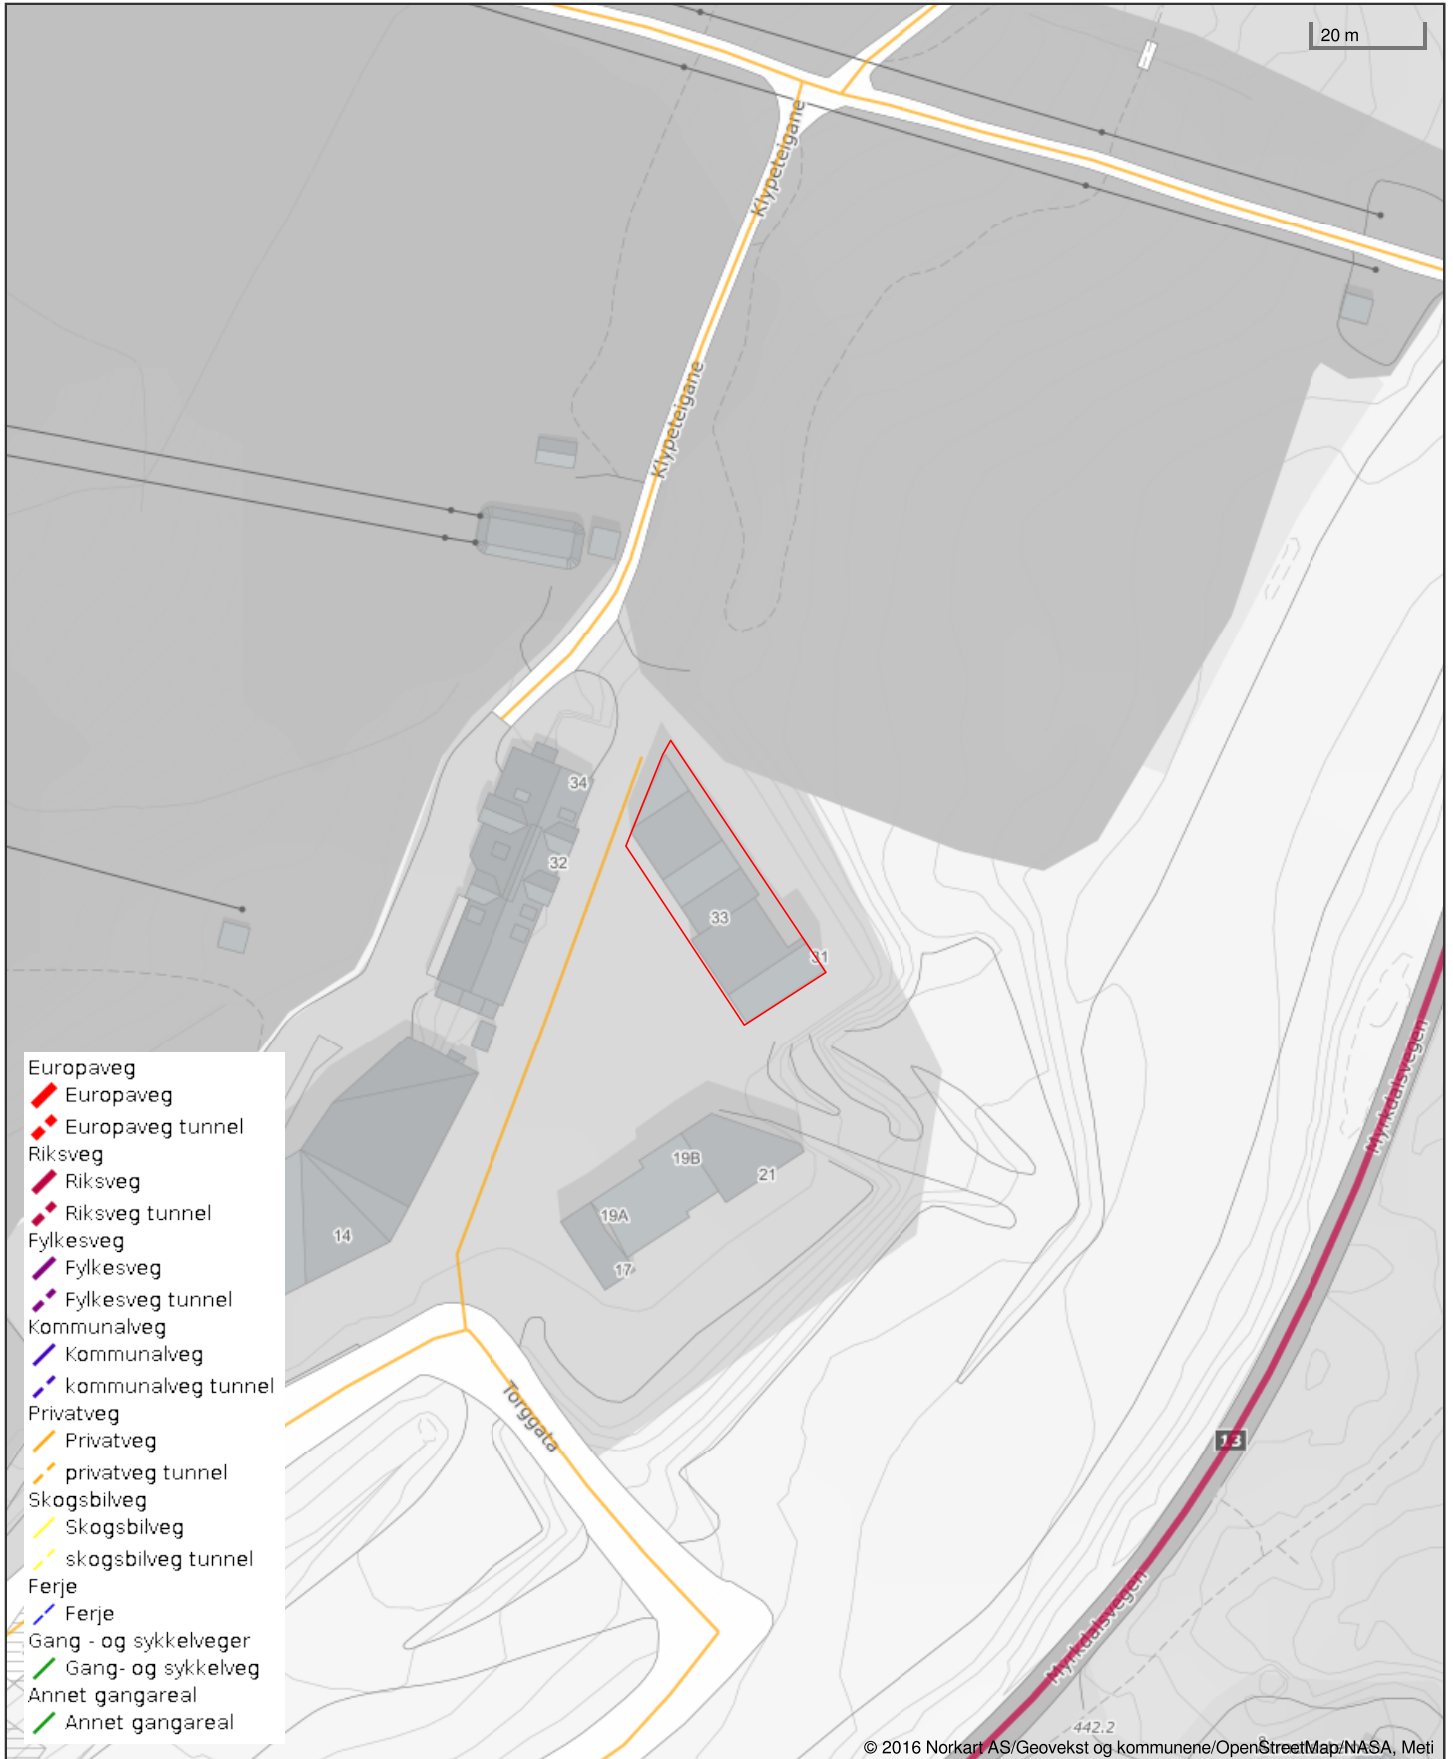 20 m
Klypeteigane
Klypeteigane
34
32
33
31
19B
21
19A
17
14
Torggata
Myrkdalsvegen
13
Myrkdalsvegen
442.2
Europaveg
Europaveg
Europaveg tunnel
Riksveg
Riksveg
Riksveg tunnel
Fylkesveg
Fylkesveg
Fylkesveg tunnel
Kommunalveg
Kommunalveg
kommunalveg tunnel
Privatveg
Privatveg
privatveg tunnel
Skogsbilveg
Skogsbilveg
skogsbilveg tunnel
Ferje
Ferje
Gang - og sykkelveger
Gang- og sykkelveg
Annet gangareal
Annet gangareal
© 2016 Norkart AS/Geovekst og kommunene/OpenStreetMap/NASA, Meti